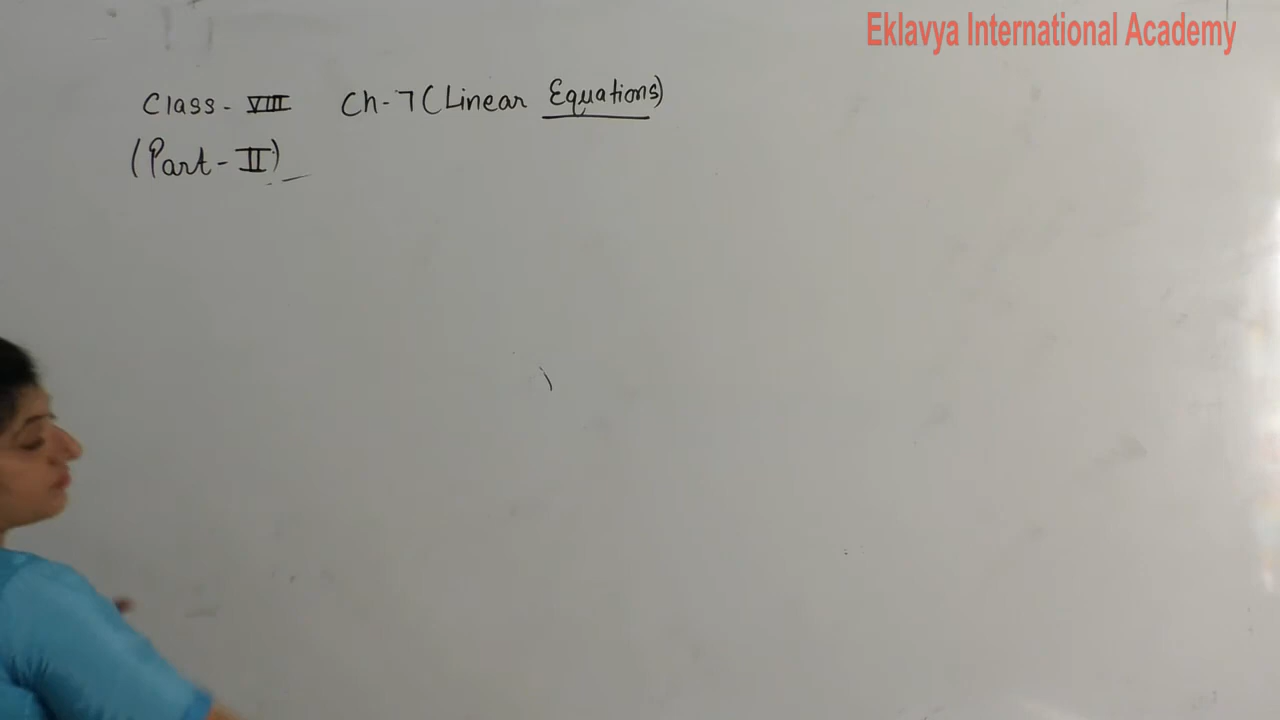 Eklavya International Academy
Class - VIII Ch-7 (Linear Equations)
(Part - II)